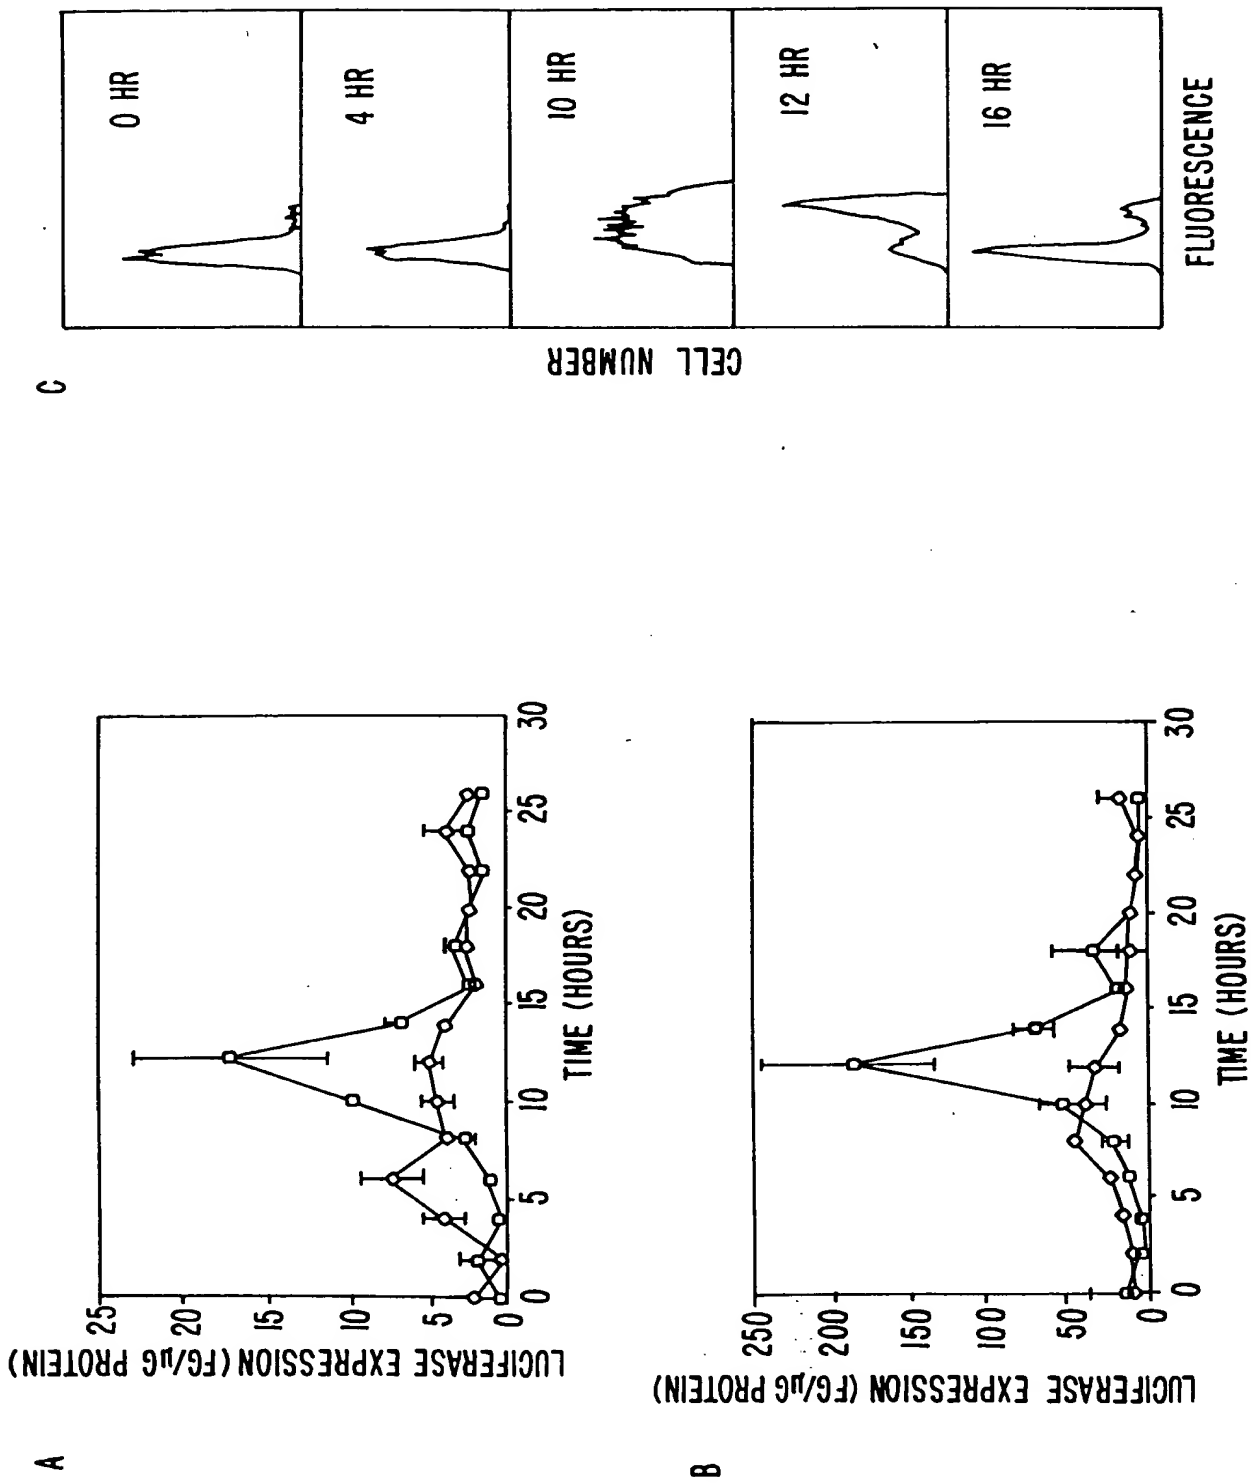 A
LUCIFERASE EXPRESSION (FG/µG PROTEIN)
25
20
15
10
5
0
0
5
10
15
20
25
30
TIME (HOURS)
B
LUCIFERASE EXPRESSION (FG/µG PROTEIN)
250
200
150
100
50
0
0
5
10
15
20
25
30
TIME (HOURS)
C
CELL NUMBER
0 HR
4 HR
10 HR
12 HR
16 HR
FLUORESCENCE